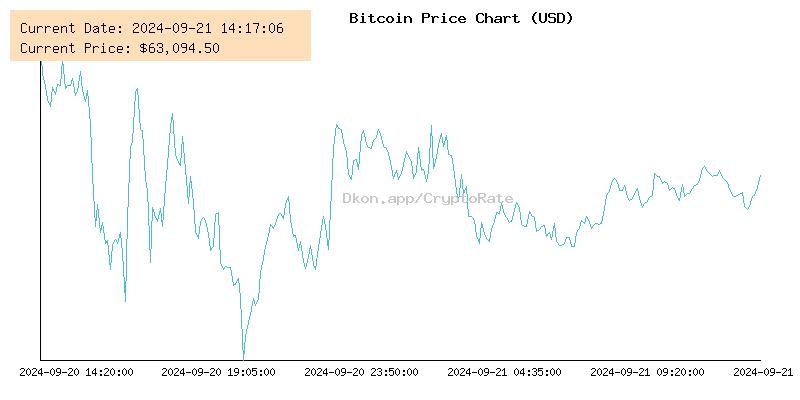 Bitcoin Price Chart (USD)
Current Date: 2024-09-21 14:17:06
Current Price: $63,094.50
Dkon.app/CryptoRate
2024-09-20 14:20:00 2024-09-20 19:05:00 2024-09-20 23:50:00 2024-09-21 04:35:00 2024-09-21 09:20:00 2024-09-21